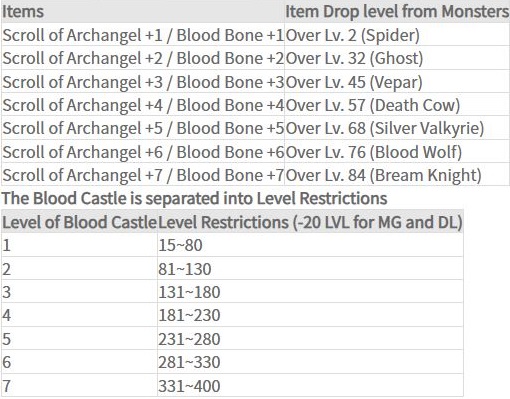 Items Item Drop level from Monsters
Scroll of Archangel +1 / Blood Bone +1 Over Lv. 2 (Spider)
Scroll of Archangel +2 / Blood Bone +2 Over Lv. 32 (Ghost)
Scroll of Archangel +3 / Blood Bone +3 Over Lv. 45 (Vepar)
Scroll of Archangel +4 / Blood Bone +4 Over Lv. 57 (Death Cow)
Scroll of Archangel +5 / Blood Bone +5 Over Lv. 68 (Silver Valkyrie)
Scroll of Archangel +6 / Blood Bone +6 Over Lv. 76 (Blood Wolf)
Scroll of Archangel +7 / Blood Bone +7 Over Lv. 84 (Bream Knight)
The Blood Castle is separated into Level Restrictions
Level of Blood Castle Level Restrictions (-20 LVL for MG and DL)
1 15~80
2 81~130
3 131~180
4 181~230
5 231~280
6 281~330
7 331~400